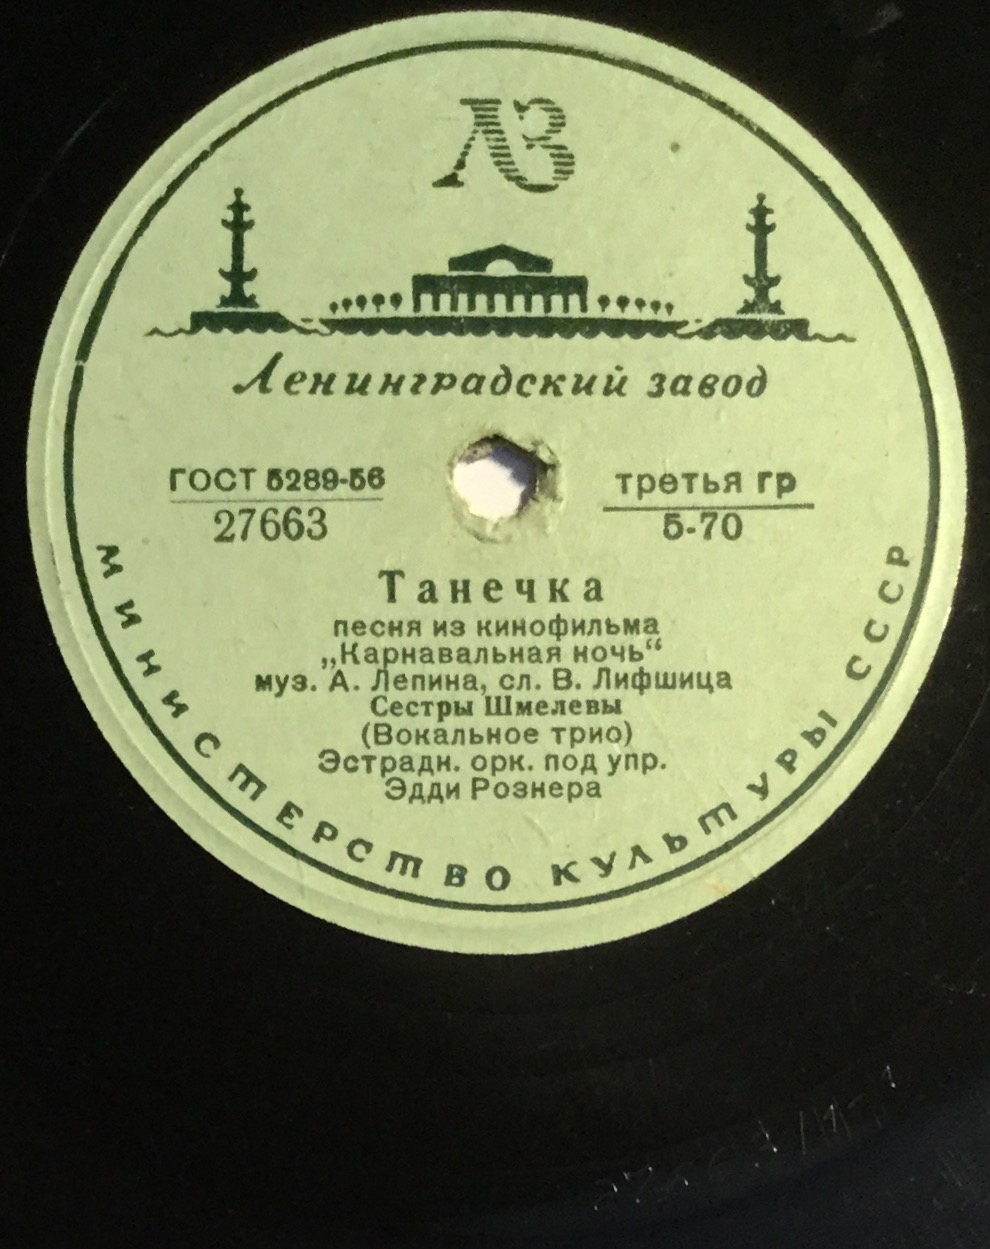 ЛЗ
Ленинградский завод
ГОСТ 5289-56
27663
третья гр
5-70
Танечка
песня из кинофильма
„Карнавальная ночь“
муз. А. Лепина, сл. В. Лифшица
Сестры Шмелевы
(Вокальное трио)
Эстрадн. орк. под упр.
Эдди Рознера
МИНИСТЕРСТВО КУЛЬТУРЫ СССР